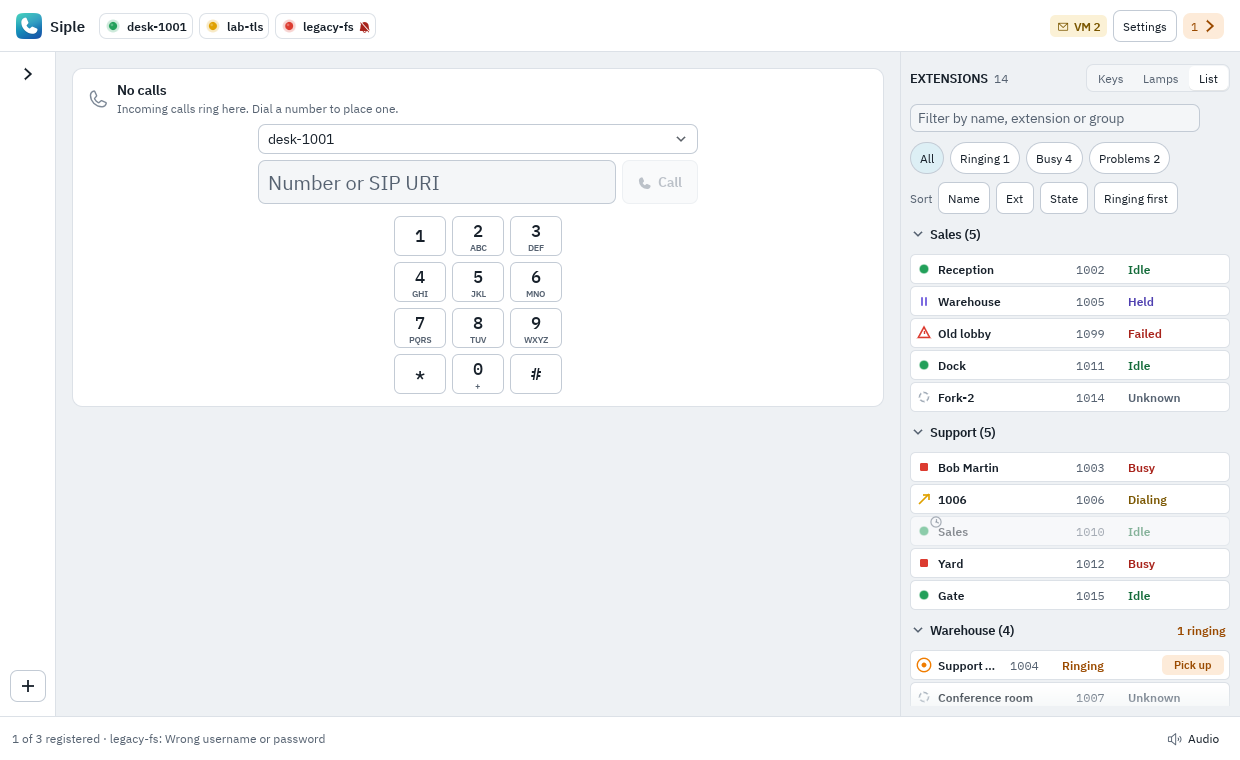 Siple
desk-1001
lab-tls
legacy-fs
VM 2
Settings
1
No calls
Incoming calls ring here. Dial a number to place one.
desk-1001
Number or SIP URI
Call
1
2
ABC
3
DEF
4
GHI
5
JKL
6
MNO
7
PQRS
8
TUV
9
WXYZ
*
0
+
#
EXTENSIONS 14
Keys Lamps List
Filter by name, extension or group
All Ringing 1 Busy 4 Problems 2
Sort Name Ext State Ringing first
Sales (5)
Reception 1002 Idle
Warehouse 1005 Held
Old lobby 1099 Failed
Dock 1011 Idle
Fork-2 1014 Unknown
Support (5)
Bob Martin 1003 Busy
1006 1006 Dialing
Sales 1010 Idle
Yard 1012 Busy
Gate 1015 Idle
Warehouse (4) 1 ringing
Support ... 1004 Ringing Pick up
Conference room 1007 Unknown
1 of 3 registered · legacy-fs: Wrong username or password
Audio